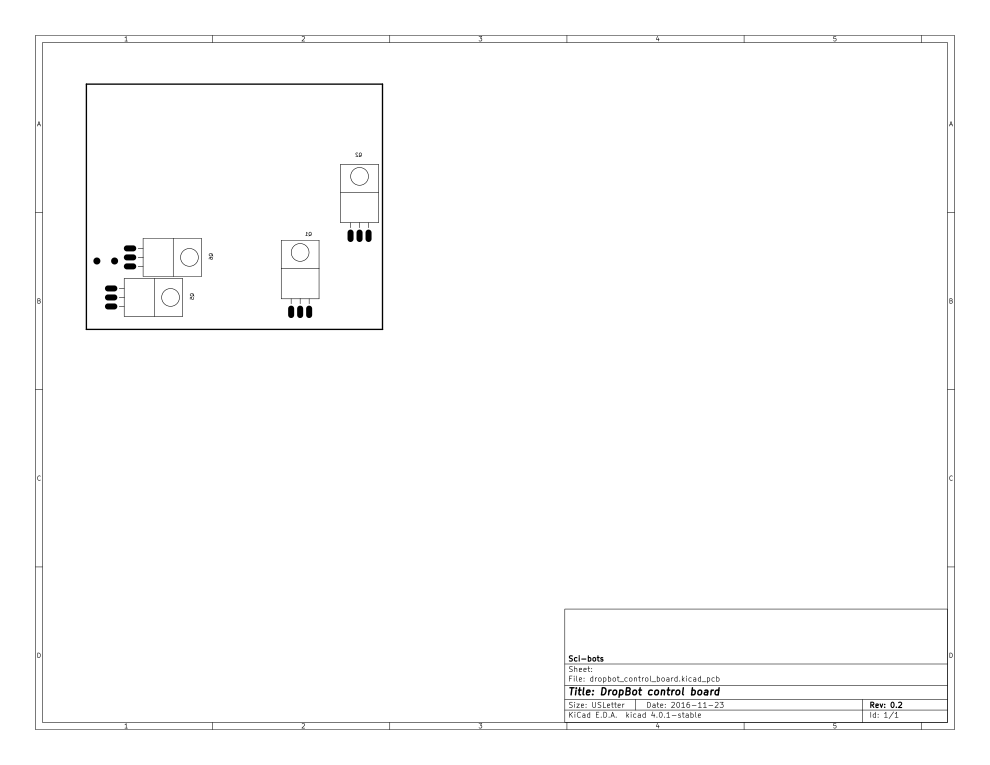 1 2 3 4 5
A A
Q2
Q1
Q6
B B
Q5
C C
D D
Sci-bots
Sheet:
File: dropbot_control_board.kicad_pcb
Title: DropBot control board
Size: USLetter Date: 2016-11-23 Rev: 0.2
KiCad E.D.A. kicad 4.0.1-stable Id: 1/1
1 2 3 4 5